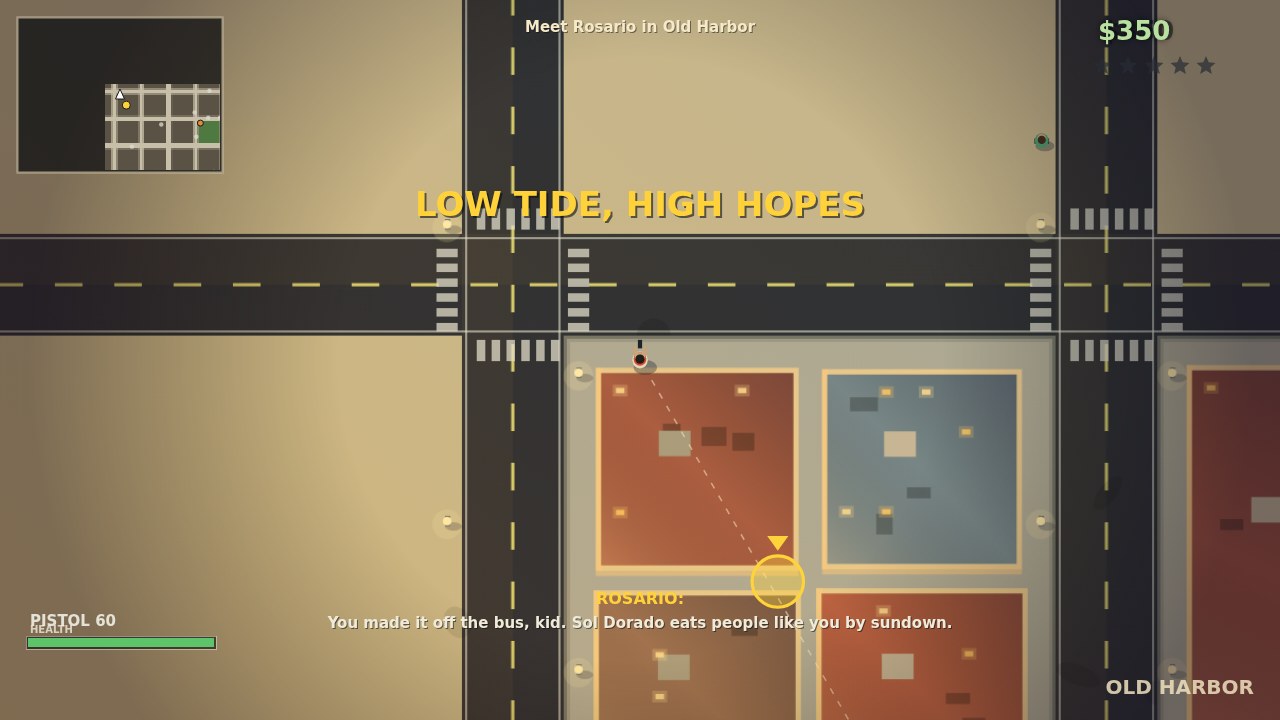 Meet Rosario in Old Harbor
$350
LOW TIDE, HIGH HOPES
ROSARIO:
You made it off the bus, kid. Sol Dorado eats people like you by sundown.
PISTOL 60
HEALTH
OLD HARBOR